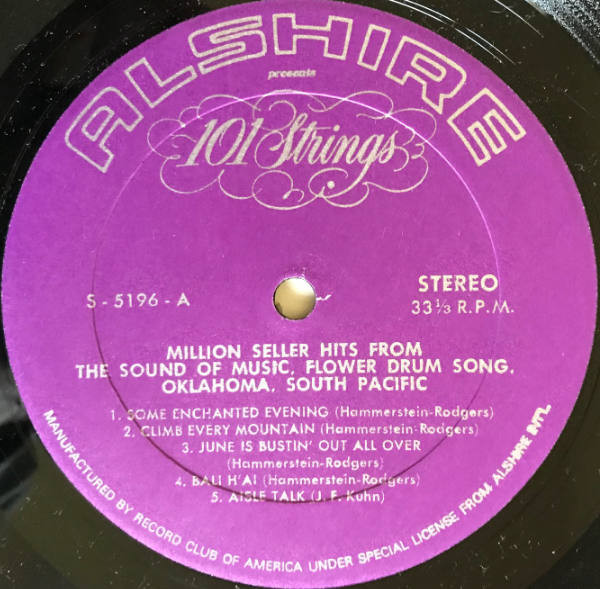 ALSHIRE
presents
101 Strings
S - 5196 - A
STEREO
33⅓ R.P.M.
MILLION SELLER HITS FROM
THE SOUND OF MUSIC, FLOWER DRUM SONG,
OKLAHOMA, SOUTH PACIFIC
1. SOME ENCHANTED EVENING (Hammerstein-Rodgers)
2. CLIMB EVERY MOUNTAIN (Hammerstein-Rodgers)
3. JUNE IS BUSTIN' OUT ALL OVER
(Hammerstein-Rodgers)
4. BALI H'AI (Hammerstein-Rodgers)
5. AISLE TALK (J. F. Kuhn)
MANUFACTURED BY RECORD CLUB OF AMERICA UNDER SPECIAL LICENSE FROM ALSHIRE INT'L.